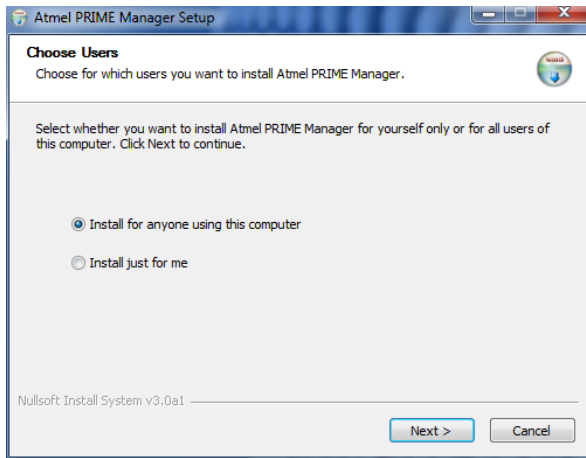 Atmel PRIME Manager Setup
Choose Users
Choose for which users you want to install Atmel PRIME Manager.
Select whether you want to install Atmel PRIME Manager for yourself only or for all users of
this computer. Click Next to continue.
Install for anyone using this computer
Install just for me
Nullsoft Install System v3.0a1
Next >
Cancel